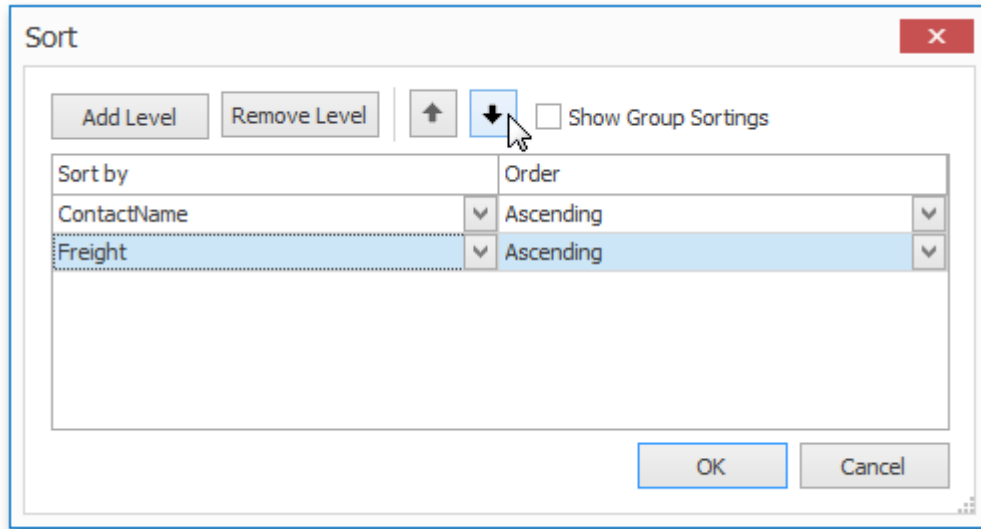 Sort
Add Level Remove Level Show Group Sortings
Sort by Order
ContactName Ascending
Freight Ascending
OK Cancel